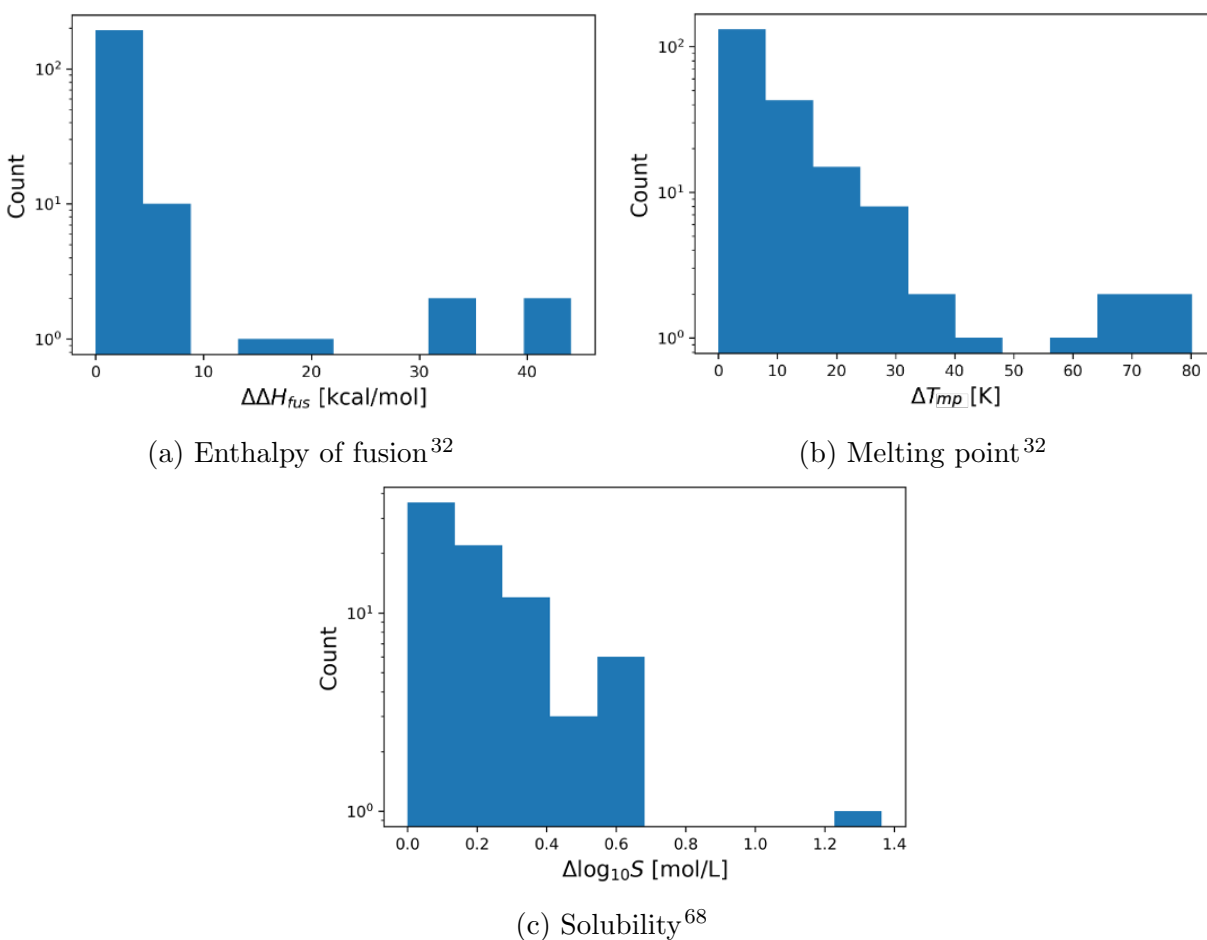 10² 10¹ 10⁰
Count
0 10 20 30 40
ΔΔH_fus [kcal/mol]
(a) Enthalpy of fusion³²
10² 10¹ 10⁰
Count
0 10 20 30 40 50 60 70 80
ΔT_mp [K]
(b) Melting point³²
10¹ 10⁰
Count
0.0 0.2 0.4 0.6 0.8 1.0 1.2 1.4
Δlog₁₀S [mol/L]
(c) Solubility⁶⁸